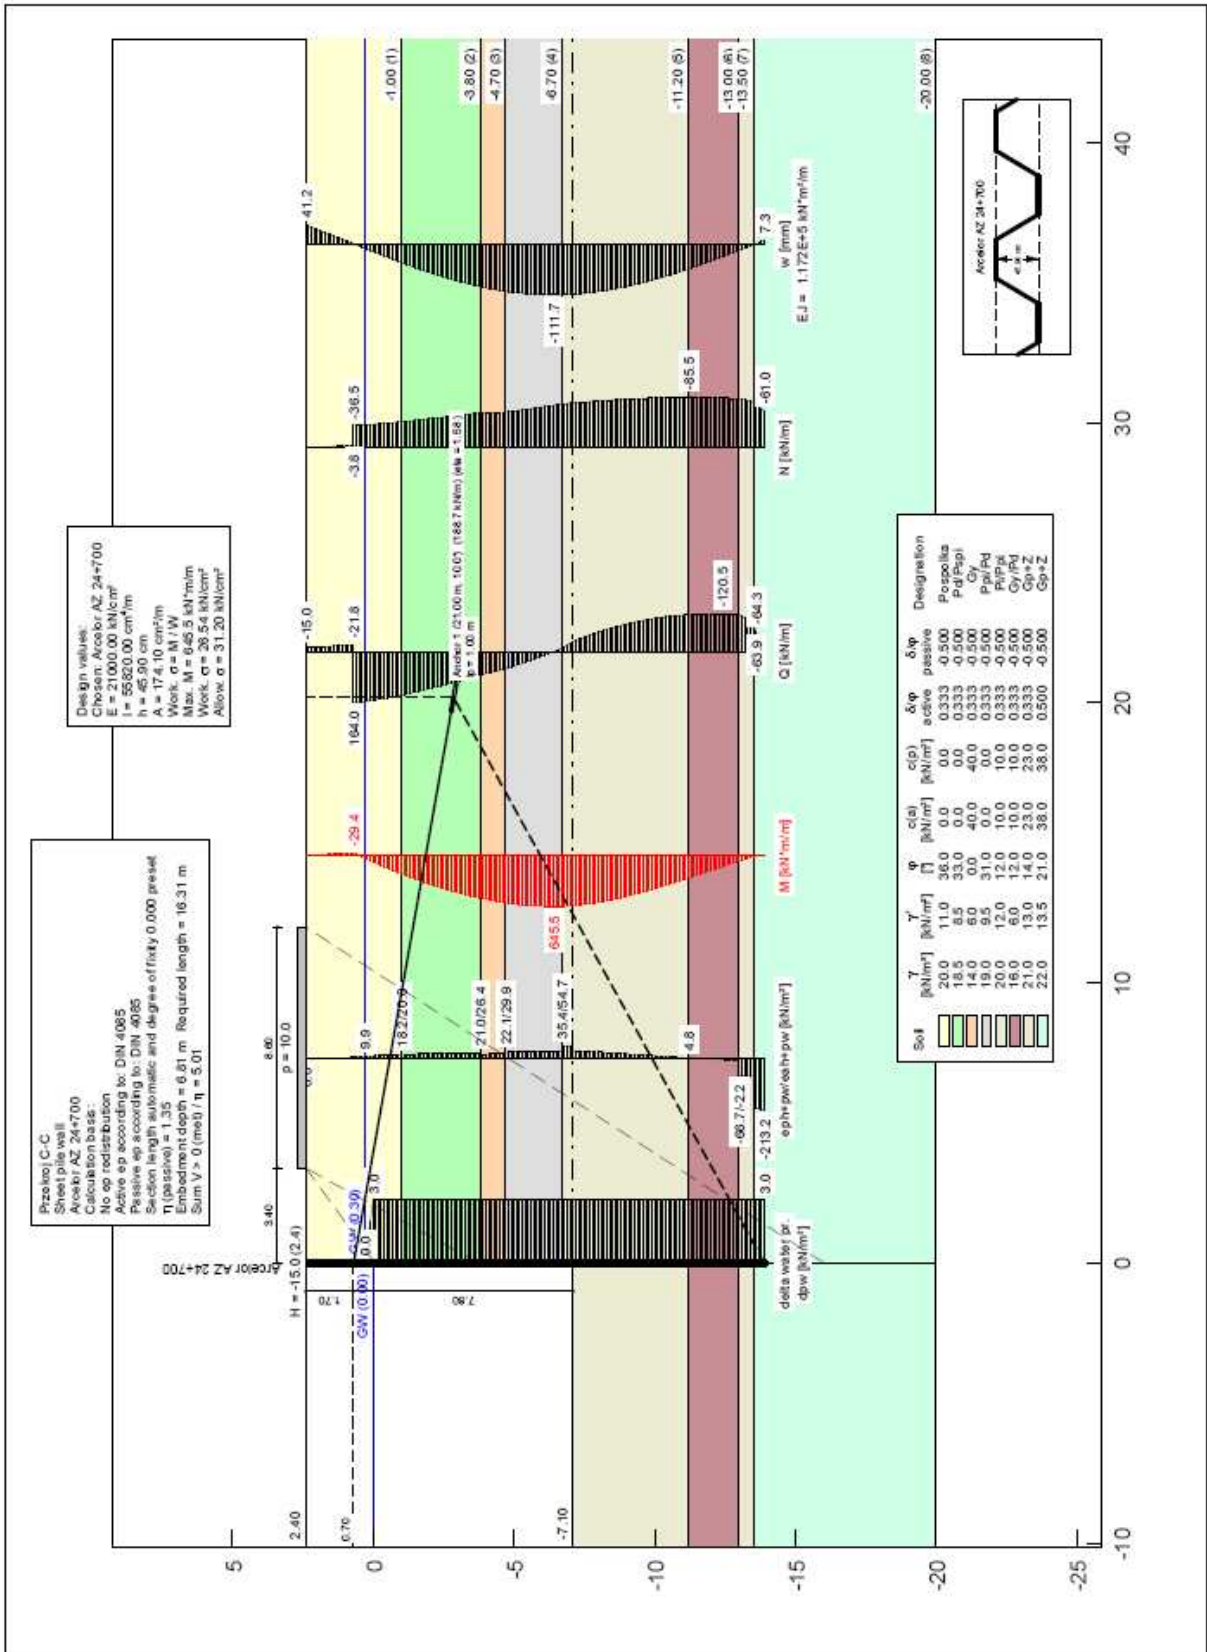 Przekroj C-C
Sheet pile wall
Arcelor AZ 24+700
Calculation basis:
No ep redistribution
Active ep according to: DIN 4085
Passive ep according to: DIN 4085
Section length automatic and degree of fixity 0.000 preset
η (passive) = 1.35
Embedment depth = 6.81 m Required length = 16.31 m
Sum V > 0 (met) / η = 5.01
Design values:
Chosen: Arcelor AZ 24+700
E = 21000.00 kN/cm²
I = 55820.00 cm⁴/m
h = 45.90 cm
A = 174.10 cm²/m
Work. σ = M / W
Max. M = 645.5 kN*m/m
Work. σ = 26.54 kN/cm²
Allow. σ = 31.20 kN/cm²
5
0
-5
-10
-15
-20
-25
-10
0
10
20
30
40
2.40
0.70
-7.10
H = -15.0 (2.4)
1.70
7.80
GW (0.00)
GW (0.30)
Arcelor AZ 24+700
3.40
8.60
p = 10.0
0.0
3.0
3.0
delta water pr.
dpw [kN/m²]
9.9
18.2/20.9
21.0/26.4
22.1/29.9
35.4/54.7
4.8
-66.7/-2.2
-213.2
eph+pw/eah+pw [kN/m²]
-29.4
645.5
M [kN*m/m]
-15.0
164.0
-21.8
Anchor 1 (21.00 m, 10.0°) (188.7 kN/m) (eta = 1.58)
lp = 1.00 m
-120.5
-63.9
-64.3
Q [kN/m]
-3.8
-36.5
-85.5
-61.0
N [kN/m]
41.2
-111.7
7.3
w [mm]
EJ = 1.172E+5 kN*m²/m
-1.00 (1)
-3.80 (2)
-4.70 (3)
-6.70 (4)
-11.20 (5)
-13.00 (6)
-13.50 (7)
-20.00 (8)
Soil γ [kN/m³] γ' [kN/m³] φ [°] c(a) [kN/m²] c(p) [kN/m²] δ/φ active δ/φ passive Designation
20.0 11.0 36.0 0.0 0.0 0.333 -0.500 Pospolka
18.5 8.5 33.0 0.0 0.0 0.333 -0.500 Pd/Pspi
14.0 6.0 0.0 40.0 40.0 0.333 -0.500 Gy
19.0 9.5 31.0 0.0 0.0 0.333 -0.500 Ppi/Pd
20.0 12.0 12.0 10.0 10.0 0.333 -0.500 Pi/Ppi
16.0 6.0 12.0 10.0 10.0 0.333 -0.500 Gy/Pd
21.0 13.0 14.0 23.0 23.0 0.333 -0.500 Gp+Z
22.0 13.5 21.0 38.0 38.0 0.500 -0.500 Gp+Z
Arcelor AZ 24+700